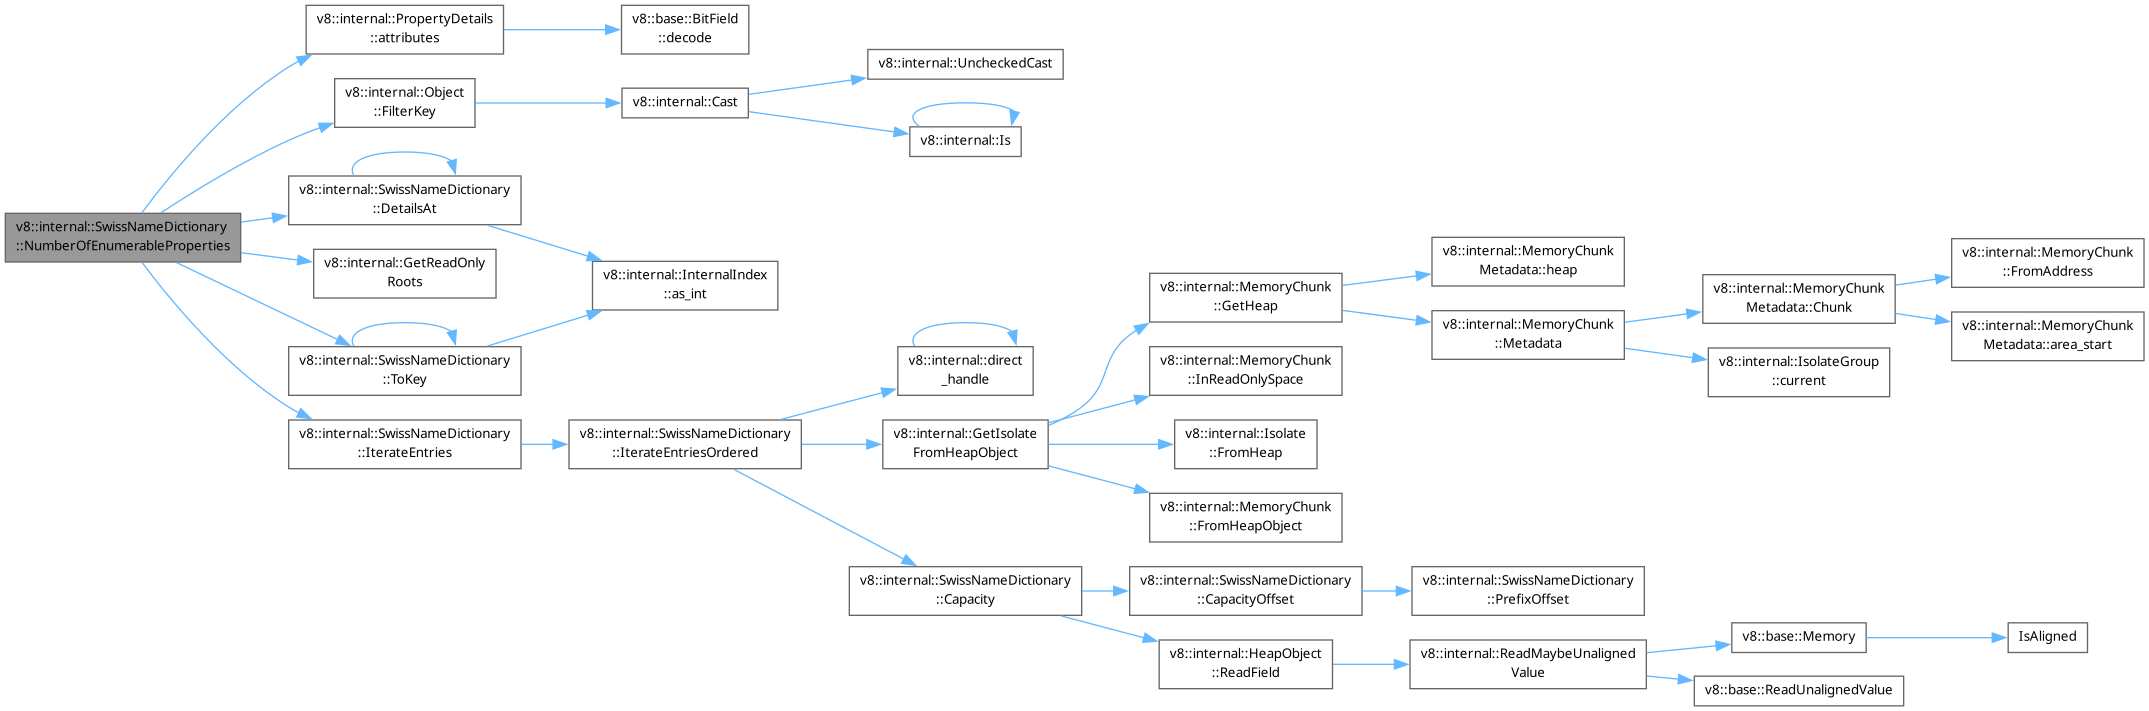 v8::internal::SwissNameDictionary
::NumberOfEnumerableProperties
v8::internal::PropertyDetails
::attributes
v8::base::BitField
::decode
v8::internal::Object
::FilterKey
v8::internal::Cast
v8::internal::UncheckedCast
v8::internal::Is
v8::internal::SwissNameDictionary
::DetailsAt
v8::internal::InternalIndex
::as_int
v8::internal::GetReadOnly
Roots
v8::internal::SwissNameDictionary
::ToKey
v8::internal::SwissNameDictionary
::IterateEntries
v8::internal::SwissNameDictionary
::IterateEntriesOrdered
v8::internal::direct
_handle
v8::internal::GetIsolate
FromHeapObject
v8::internal::MemoryChunk
::GetHeap
v8::internal::MemoryChunk
Metadata::heap
v8::internal::MemoryChunk
::Metadata
v8::internal::MemoryChunk
Metadata::Chunk
v8::internal::MemoryChunk
::FromAddress
v8::internal::MemoryChunk
Metadata::area_start
v8::internal::IsolateGroup
::current
v8::internal::MemoryChunk
::InReadOnlySpace
v8::internal::Isolate
::FromHeap
v8::internal::MemoryChunk
::FromHeapObject
v8::internal::SwissNameDictionary
::Capacity
v8::internal::SwissNameDictionary
::CapacityOffset
v8::internal::SwissNameDictionary
::PrefixOffset
v8::internal::HeapObject
::ReadField
v8::internal::ReadMaybeUnaligned
Value
v8::base::Memory
IsAligned
v8::base::ReadUnalignedValue